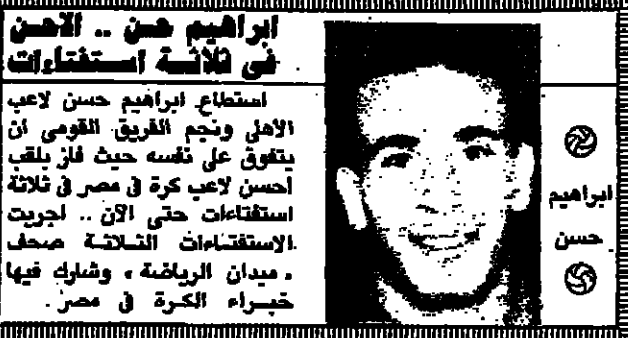 ابراهيم حسن .. الاحسن
في ثلاثة استفتاءات
استطاع ابراهيم حسن لاعب
الأهلي ونجم الفريق القومي ان
يتفوق على نفسه حيث فاز بلقب
احسن لاعب كرة في مصر في ثلاثة
استفتاءات حتى الآن .. اجريت
الاستفتاءات الثلاثة صحف
، ميدان الرياضة ، وشارك فيها
خبراء الكرة في مصر .
ابراهيم
حسن